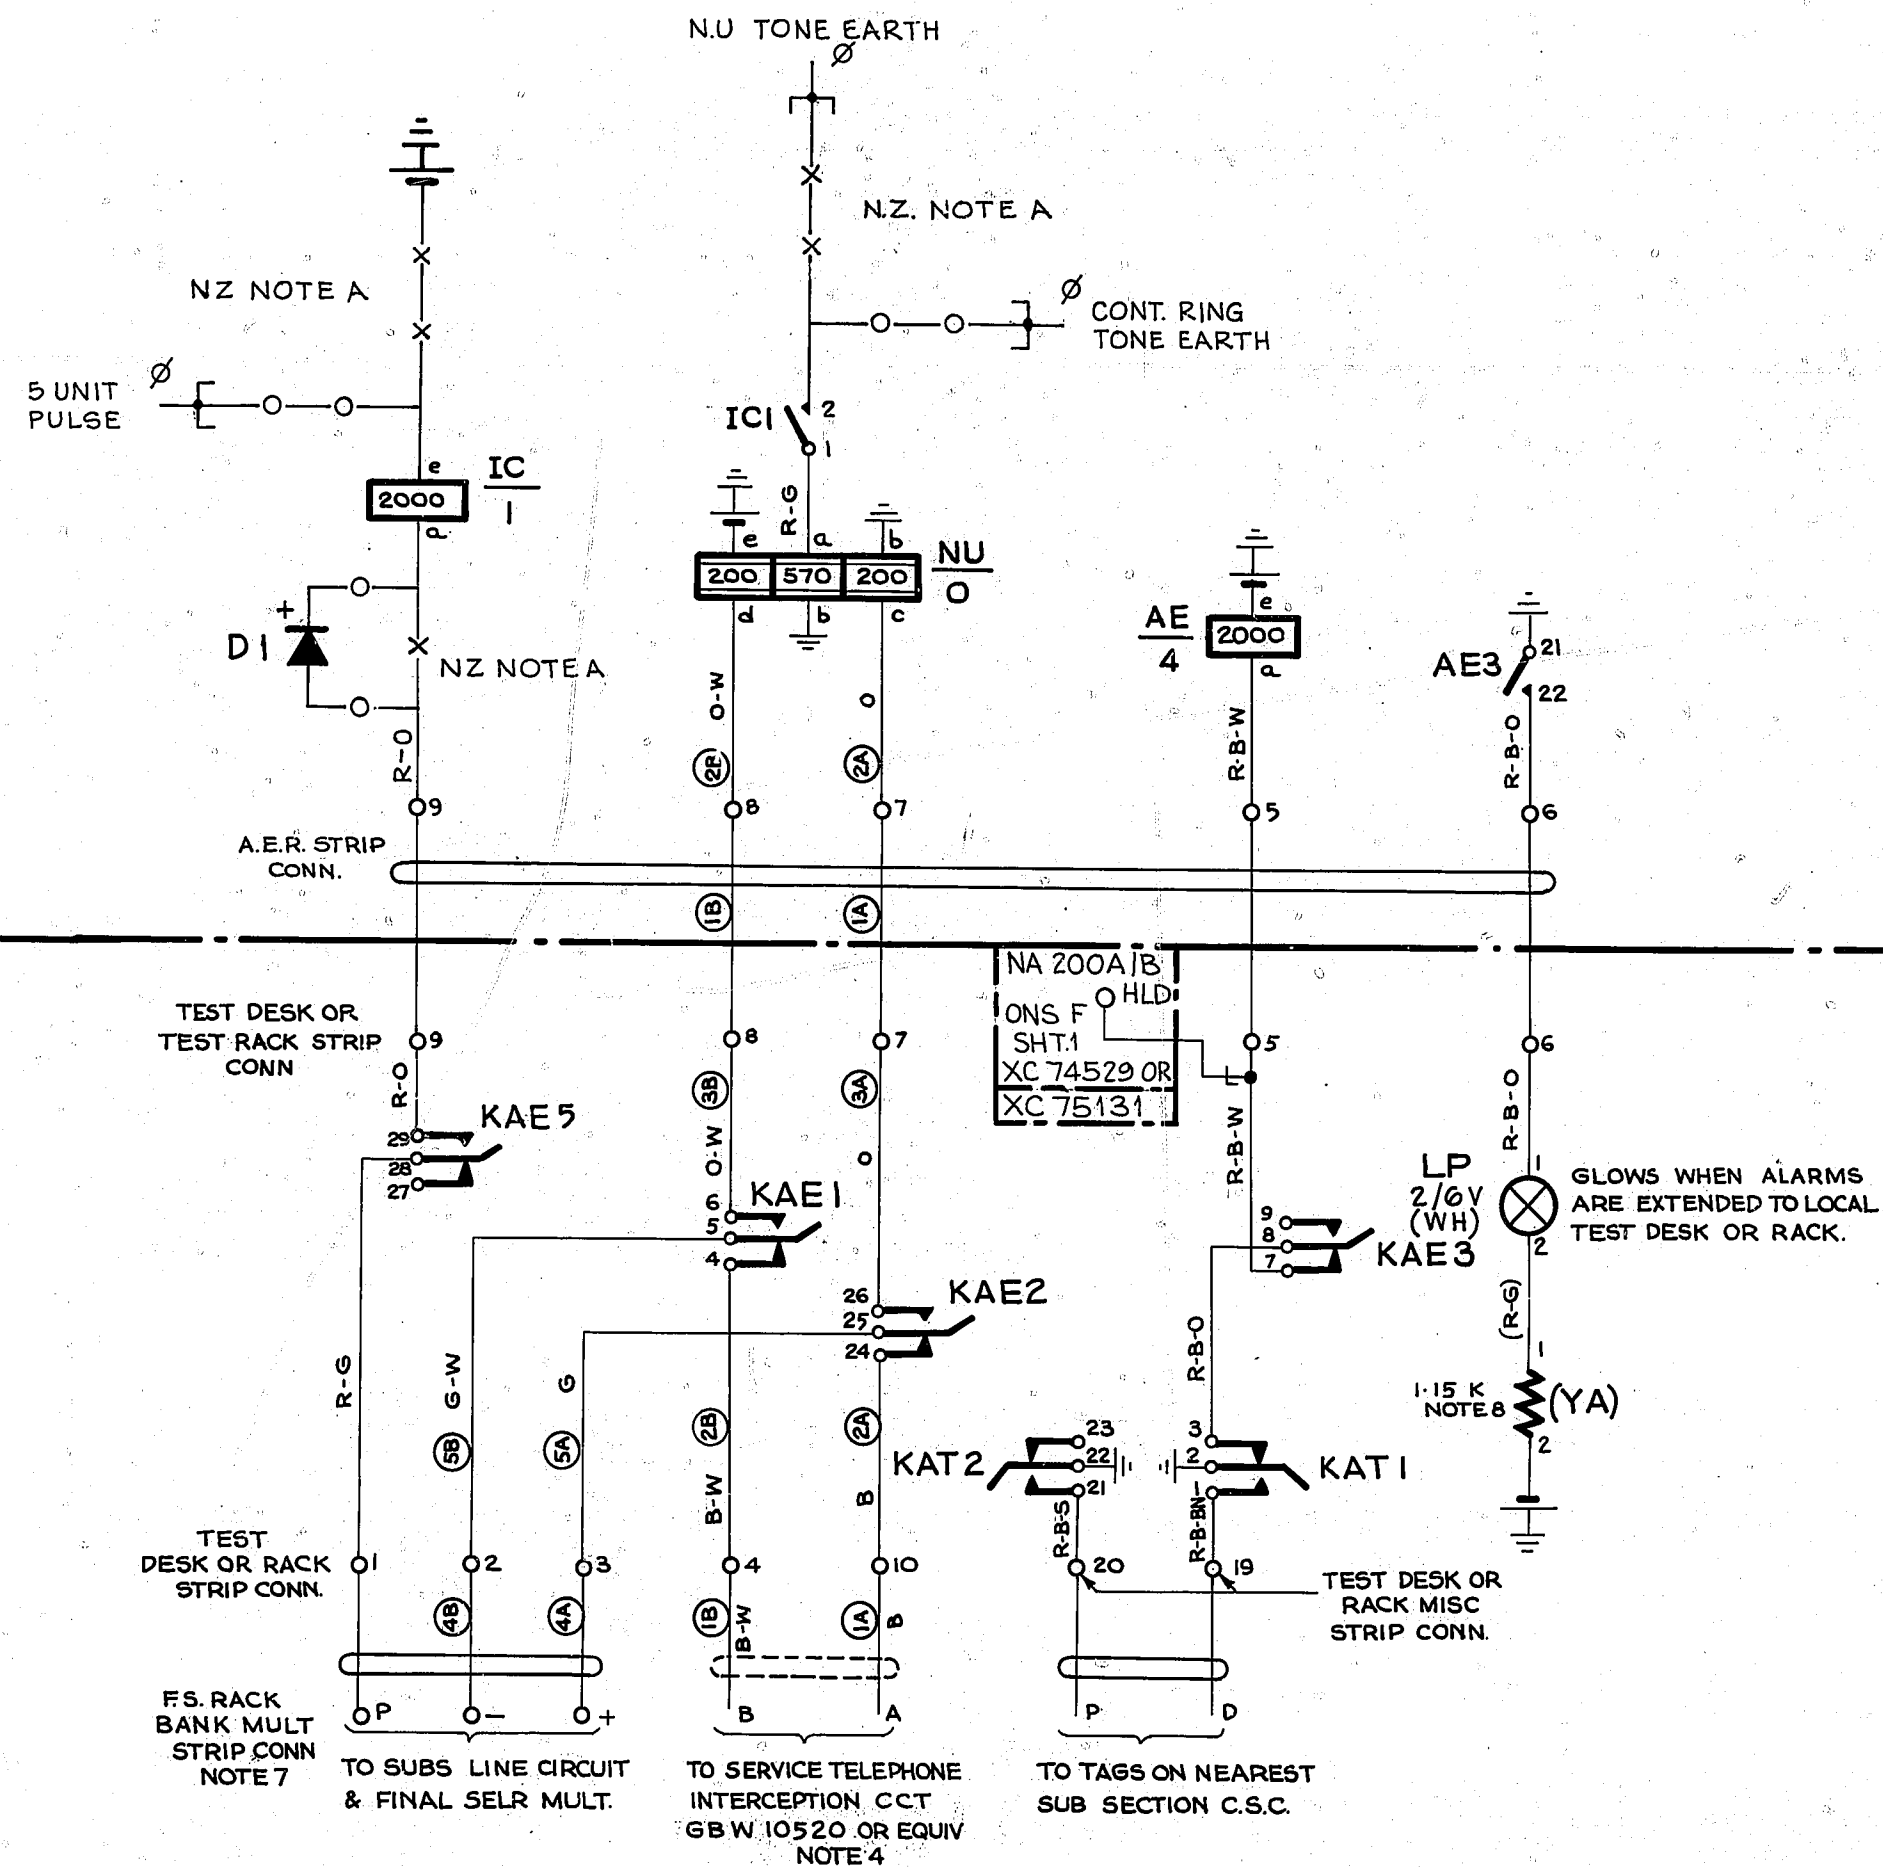 N.U TONE EARTH
Ø
N.Z. NOTE A
NZ NOTE A
Ø
CONT. RING
TONE EARTH
5 UNIT
PULSE
Ø
IC1
2
1
e
2000
a
IC
1
R-G
e
a
b
200
570
200
d
b
c
NU
0
D1
+
NZ NOTE A
R-O
9
O-W
O
2B
2A
8
7
AE
4
e
2000
a
R-B-W
5
AE3
21
22
R-B-O
6
A.E.R. STRIP
CONN.
1B
1A
NA 200A/B
HLD
ONS F
SHT.1
XC 74529 OR
XC 75131
TEST DESK OR
TEST RACK STRIP
CONN
9
8
7
5
6
R-O
3B
3A
O-W
O
R-B-W
R-B-O
KAE5
29
28
27
KAE1
6
5
4
KAE2
26
25
24
KAE3
9
8
7
LP
2/6V
(WH)
1
2
GLOWS WHEN ALARMS
ARE EXTENDED TO LOCAL
TEST DESK OR RACK.
(R-G)
1
1.15 K
NOTE 8
(YA)
2
R-G
G-W
G
5B
5A
2B
2A
B-W
B
R-B-O
KAT2
23
22
21
3
2
1
KAT1
R-B-S
R-B-BN
TEST
DESK OR RACK
STRIP CONN.
1
2
3
4
10
20
19
TEST DESK OR
RACK MISC
STRIP CONN.
4B
4A
1B
B-W
1A
B
F.S. RACK
BANK MULT
STRIP CONN
NOTE 7
P
−
+
B
A
P
D
TO SUBS LINE CIRCUIT
& FINAL SELR MULT.
TO SERVICE TELEPHONE
INTERCEPTION CCT
GBW 10520 OR EQUIV
NOTE 4
TO TAGS ON NEAREST
SUB SECTION C.S.C.